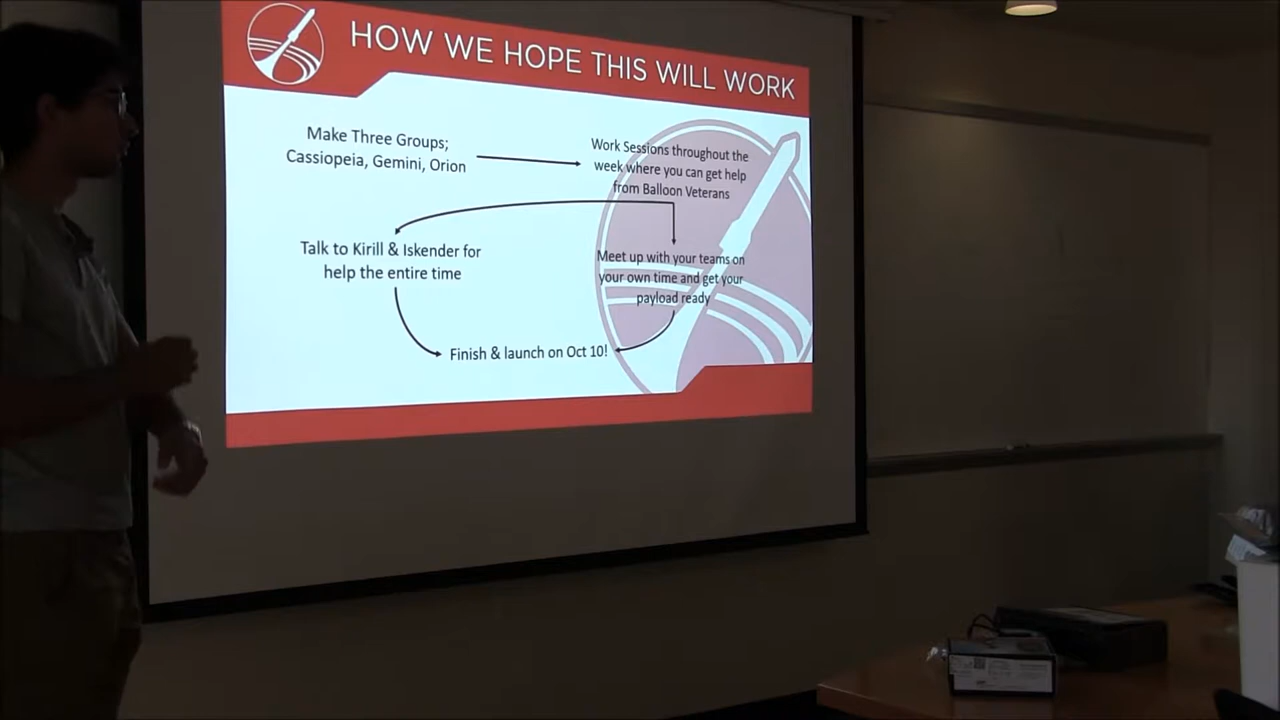 HOW WE HOPE THIS WILL WORK
Make Three Groups;
Cassiopeia, Gemini, Orion
Work Sessions throughout the
week where you can get help
from Balloon Veterans
Talk to Kirill & Iskender for
help the entire time
Meet up with your teams on
your own time and get your
payload ready
Finish & launch on Oct 10!